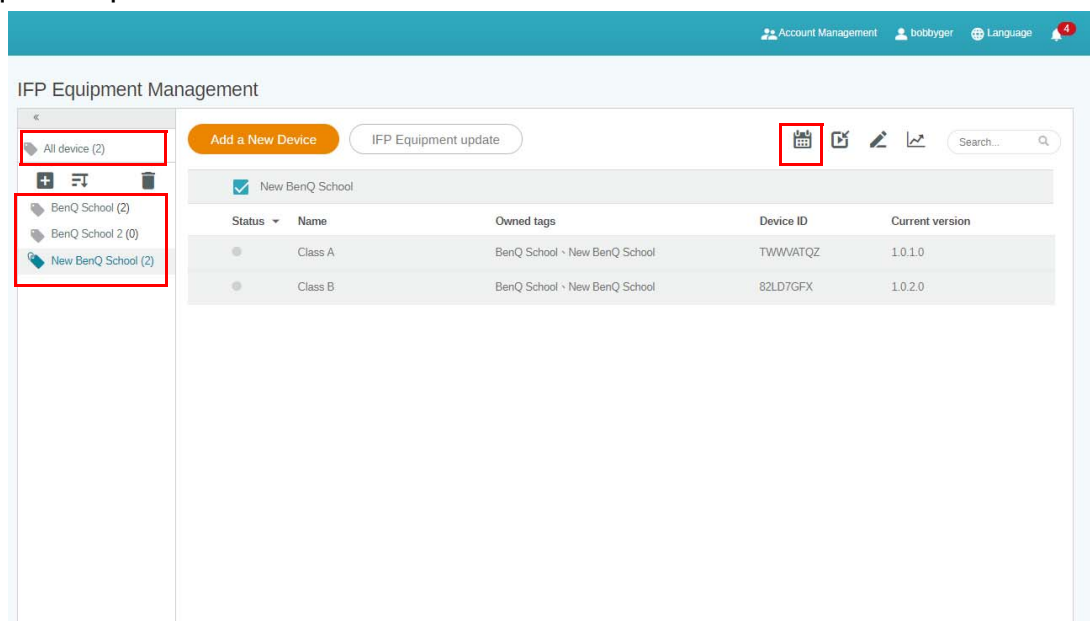 Account Management bobbyger Language 4
IFP Equipment Management
«
All device (2)
Add a New Device IFP Equipment update Search...
BenQ School (2)
BenQ School 2 (0)
New BenQ School (2)
New BenQ School
Status Name Owned tags Device ID Current version
Class A BenQ School、New BenQ School TWWVATQZ 1.0.1.0
Class B BenQ School、New BenQ School 82LD7GFX 1.0.2.0